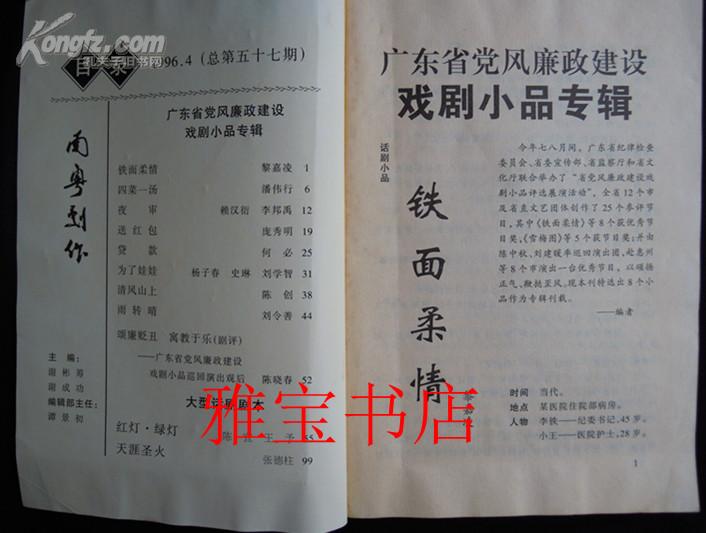 Kongfz.com
孔夫子旧书网
目录
1996.4（总第五十七期）
南粤剧作
广东省党风廉政建设
戏剧小品专辑
铁面柔情 黎嘉凌 1
四菜一汤 潘伟行 6
夜审 赖汉衍 李邦禹 12
送红包 庞秀明 19
贷款 何必 25
为了娃娃 杨子春 史琳 刘学智 31
清风山上 陈创 38
雨转晴 刘令善 44
颂廉贬丑 寓教于乐(剧评)
——广东省党风廉政建设
戏剧小品巡回演出观后 陈晓春 52
大型话剧剧本
红灯·绿灯 陈 王 55
天涯圣火 张德柱 99
主编：
谢彬筹
谢成功
编辑部主任：
谭景初
广东省党风廉政建设
戏剧小品专辑
话剧小品
铁面柔情
黎嘉凌
今年七八月间，广东省纪律检查
委员会、省委宣传部、省监察厅和省文
化厅联合举办了“省党风廉政建设戏
剧小品评选展演活动”，全省12个市
及省直文艺团体创作了25个参评节
目，其中《铁面柔情》等8个获优秀节
目奖，《雪梅图》等5个获节目奖；并由
陈中秋、刘建暖率巡回演出团，赴惠州
等8个市演出一台优秀节目，以颂扬
正气、鞭挞歪风。现本刊特选出8个小
品作为专辑刊载。
——编者
时间 当代。
地点 某医院住院部病房。
人物 李铁——纪委书记，45岁。
小王——医院护士，28岁。
1
雅宝书店